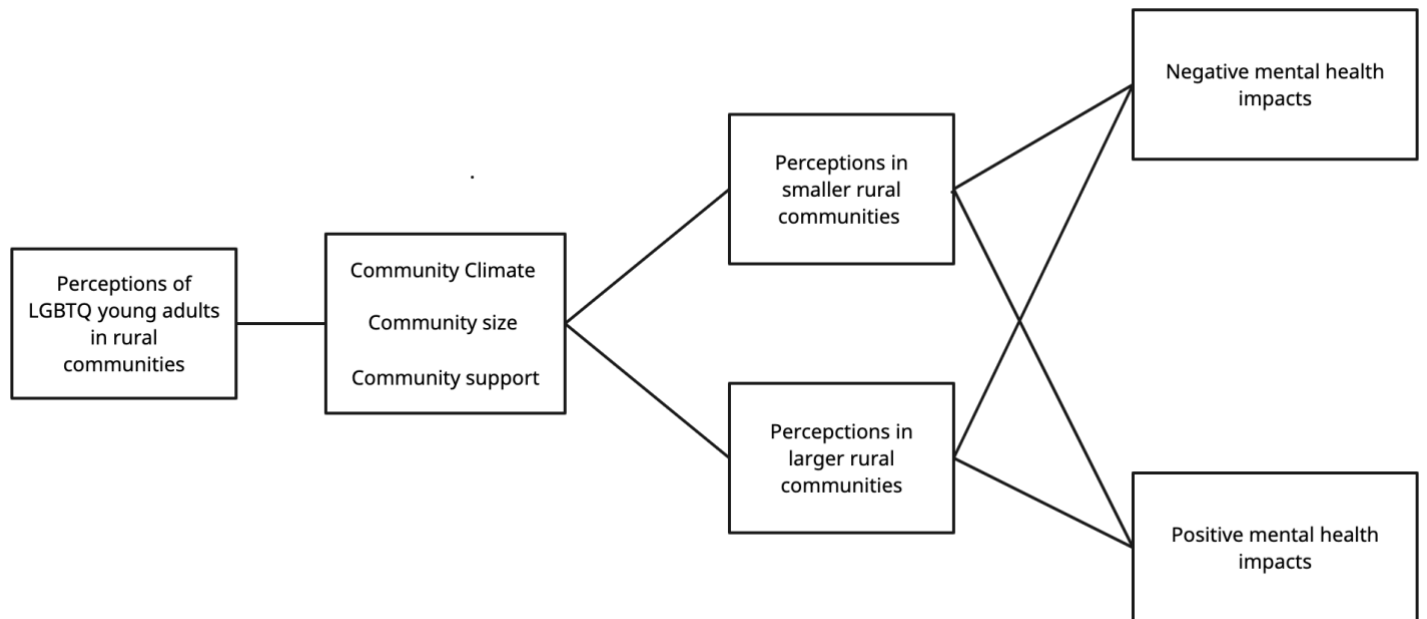 Perceptions of
LGBTQ young adults
in rural
communities
Community Climate
Community size
Community support
Perceptions in
smaller rural
communities
Percepctions in
larger rural
communities
Negative mental health
impacts
Positive mental health
impacts